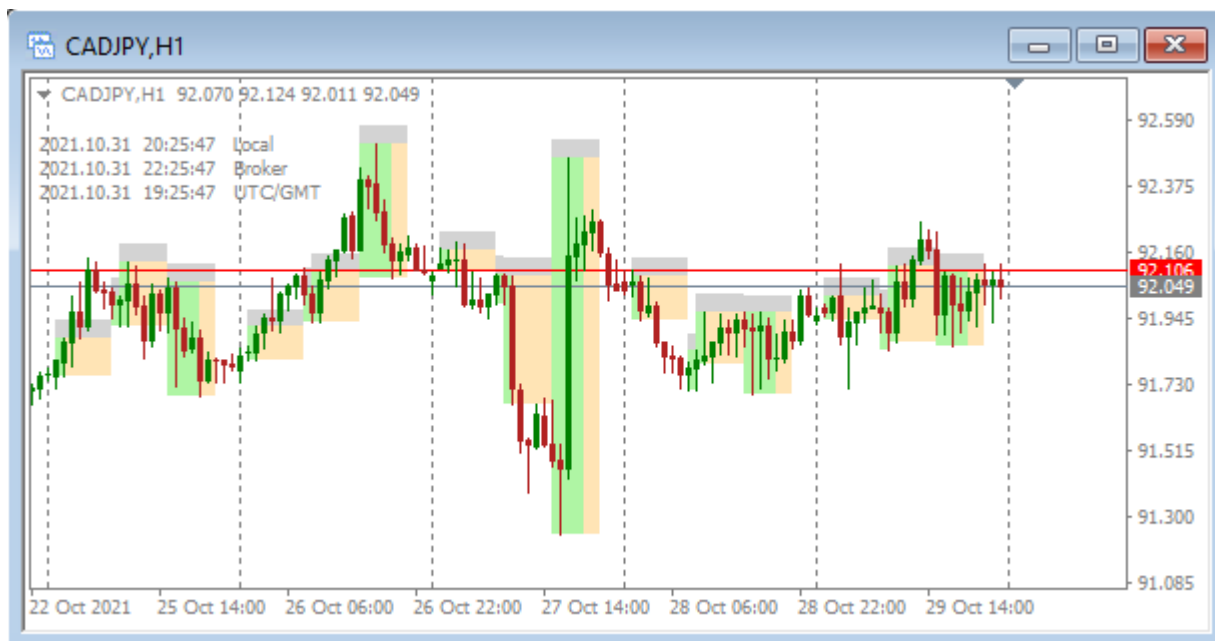 CADJPY,H1
CADJPY,H1 92.070 92.124 92.011 92.049
2021.10.31 20:25:47 Local
2021.10.31 22:25:47 Broker
2021.10.31 19:25:47 UTC/GMT
92.590
92.375
92.160
92.106
92.049
91.945
91.730
91.515
91.300
91.085
22 Oct 2021 25 Oct 14:00 26 Oct 06:00 26 Oct 22:00 27 Oct 14:00 28 Oct 06:00 28 Oct 22:00 29 Oct 14:00